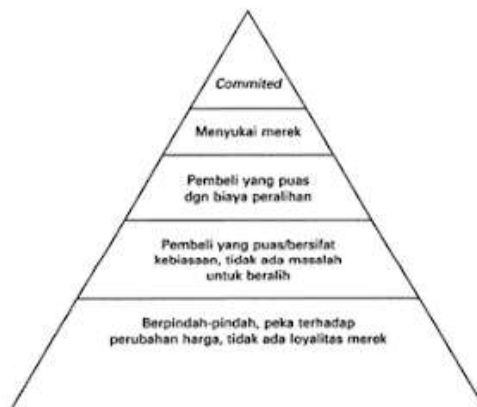 Commited
Menyukai merek
Pembeli yang puas
dgn biaya peralihan
Pembeli yang puas/bersifat
kebiasaan, tidak ada masalah
untuk beralih
Berpindah-pindah, peka terhadap
perubahan harga, tidak ada loyalitas merek